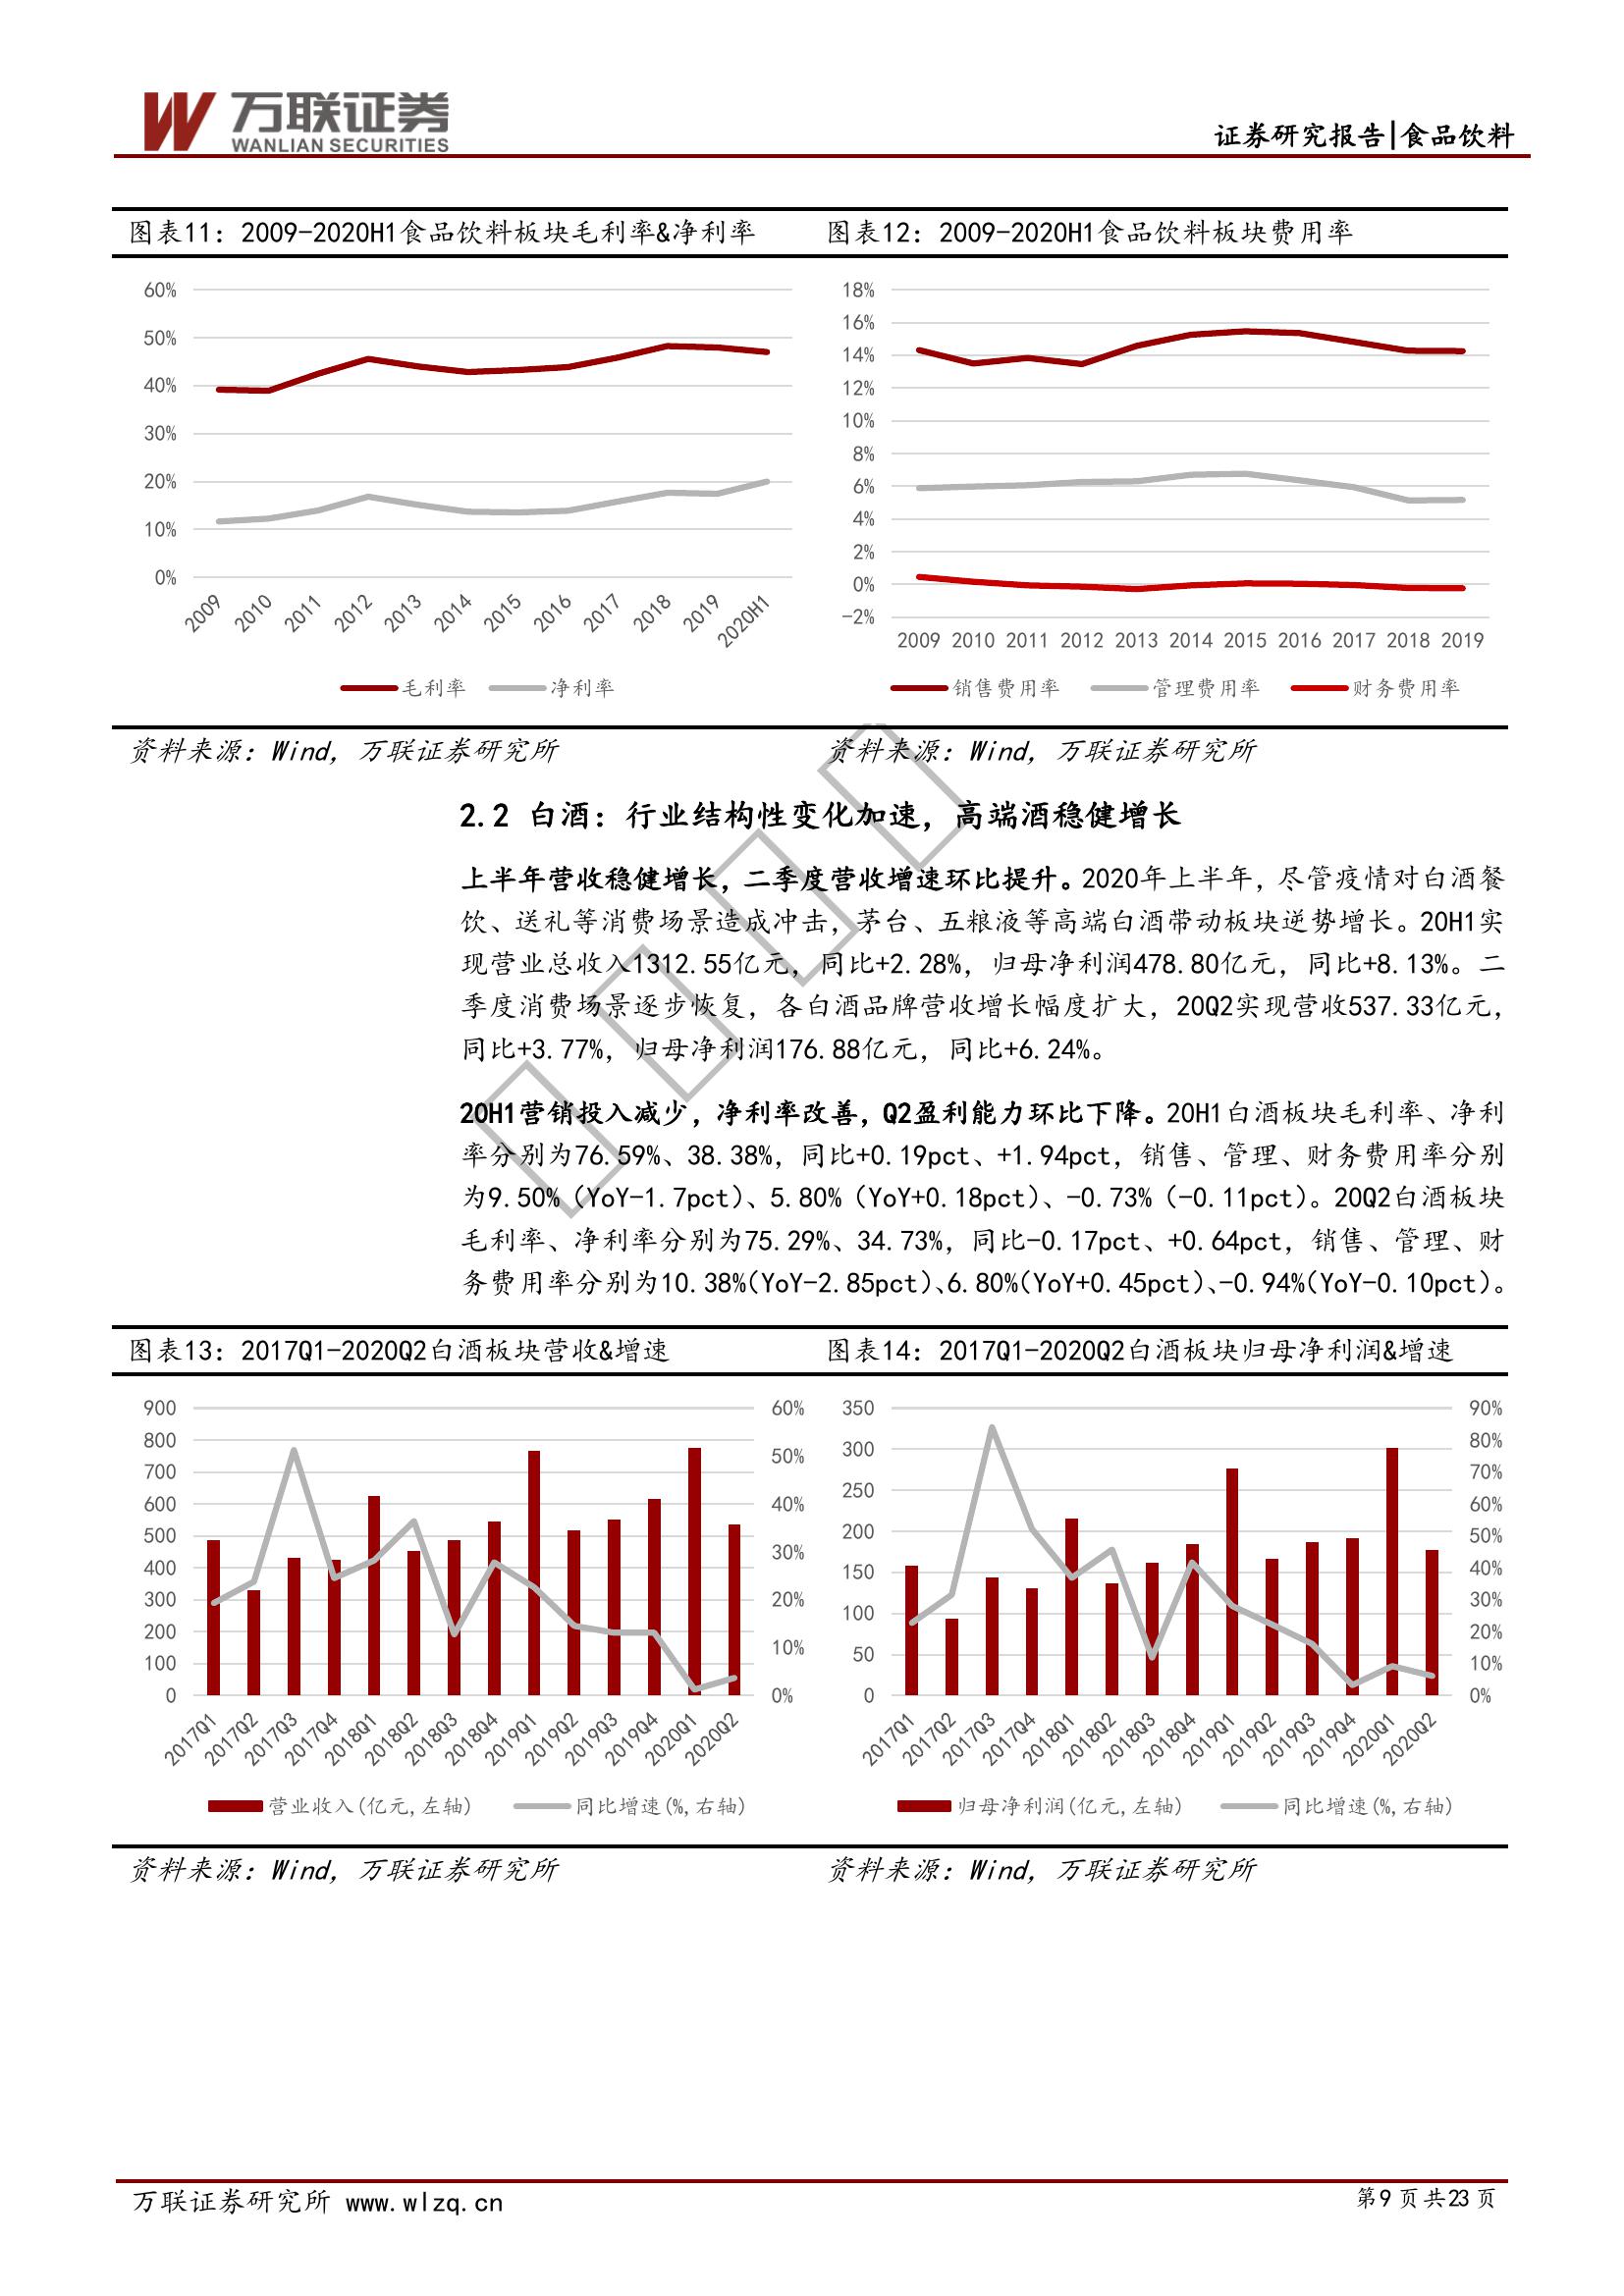 万联证券
WANLIAN SECURITIES
证券研究报告|食品饮料
图表11：2009-2020H1食品饮料板块毛利率&净利率
60%
50%
40%
30%
20%
10%
0%
2009 2010 2011 2012 2013 2014 2015 2016 2017 2018 2019 2020H1
毛利率 净利率
资料来源：Wind，万联证券研究所
图表12：2009-2020H1食品饮料板块费用率
18%
16%
14%
12%
10%
8%
6%
4%
2%
0%
-2%
2009 2010 2011 2012 2013 2014 2015 2016 2017 2018 2019
销售费用率 管理费用率 财务费用率
资料来源：Wind，万联证券研究所
2.2 白酒：行业结构性变化加速，高端酒稳健增长
上半年营收稳健增长，二季度营收增速环比提升。2020年上半年，尽管疫情对白酒餐
饮、送礼等消费场景造成冲击，茅台、五粮液等高端白酒带动板块逆势增长。20H1实
现营业总收入1312.55亿元，同比+2.28%，归母净利润478.80亿元，同比+8.13%。二
季度消费场景逐步恢复，各白酒品牌营收增长幅度扩大，20Q2实现营收537.33亿元，
同比+3.77%，归母净利润176.88亿元，同比+6.24%。
20H1营销投入减少，净利率改善，Q2盈利能力环比下降。20H1白酒板块毛利率、净利
率分别为76.59%、38.38%，同比+0.19pct、+1.94pct，销售、管理、财务费用率分别
为9.50%（YoY-1.7pct）、5.80%（YoY+0.18pct）、-0.73%（-0.11pct）。20Q2白酒板块
毛利率、净利率分别为75.29%、34.73%，同比-0.17pct、+0.64pct，销售、管理、财
务费用率分别为10.38%（YoY-2.85pct）、6.80%（YoY+0.45pct）、-0.94%（YoY-0.10pct）。
图表13：2017Q1-2020Q2白酒板块营收&增速
900
800
700
600
500
400
300
200
100
0
60%
50%
40%
30%
20%
10%
0%
2017Q1 2017Q2 2017Q3 2017Q4 2018Q1 2018Q2 2018Q3 2018Q4 2019Q1 2019Q2 2019Q3 2019Q4 2020Q1 2020Q2
营业收入(亿元,左轴) 同比增速(%,右轴)
资料来源：Wind，万联证券研究所
图表14：2017Q1-2020Q2白酒板块归母净利润&增速
350
300
250
200
150
100
50
0
90%
80%
70%
60%
50%
40%
30%
20%
10%
0%
2017Q1 2017Q2 2017Q3 2017Q4 2018Q1 2018Q2 2018Q3 2018Q4 2019Q1 2019Q2 2019Q3 2019Q4 2020Q1 2020Q2
归母净利润(亿元,左轴) 同比增速(%,右轴)
资料来源：Wind，万联证券研究所
万联证券研究所 www.wlzq.cn
第9页共23页